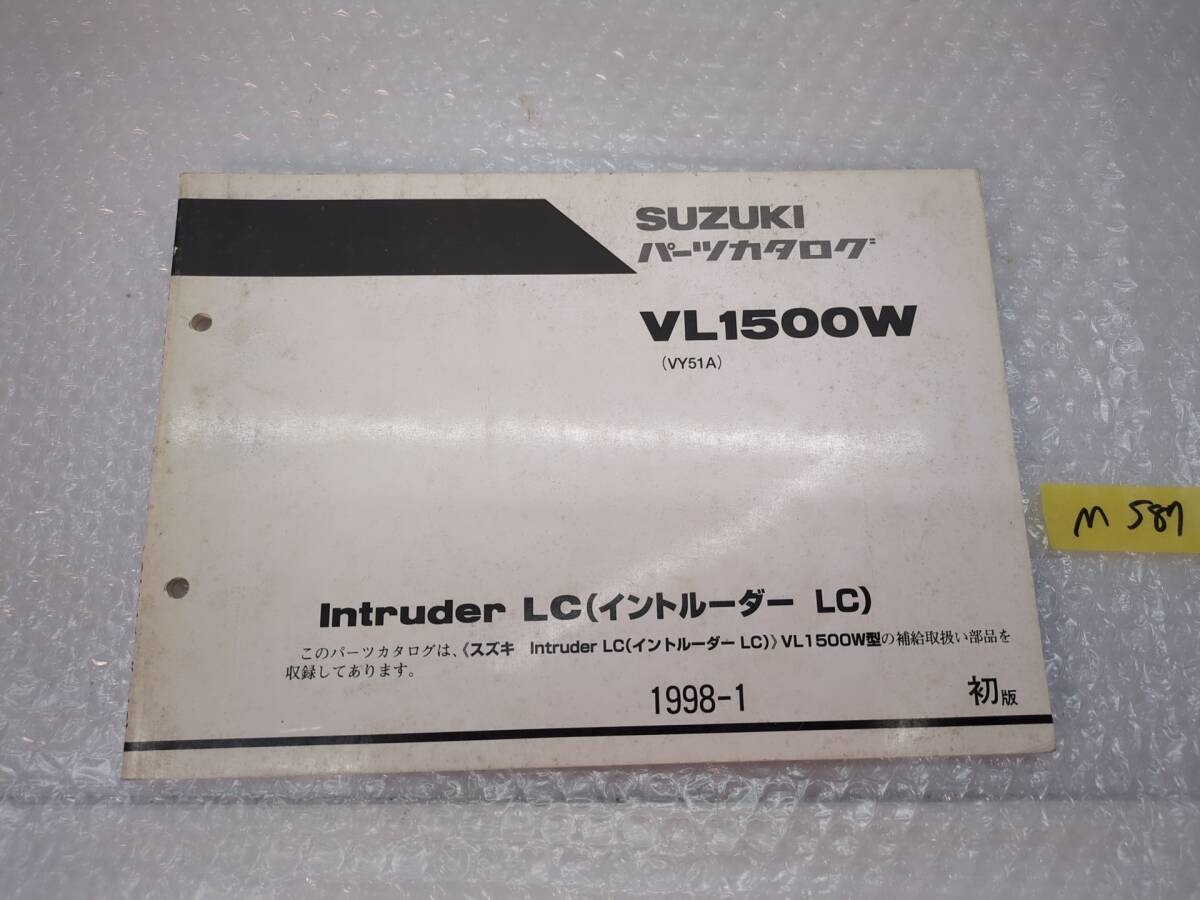 SUZUKI
パーツカタログ
VL1500W
(VY51A)
M 587
Intruder LC(イントルーダー LC)
このパーツカタログは、《スズキ Intruder LC(イントルーダー LC)》VL1500W型の補給取扱い部品を
収録してあります。
1998-1
初版